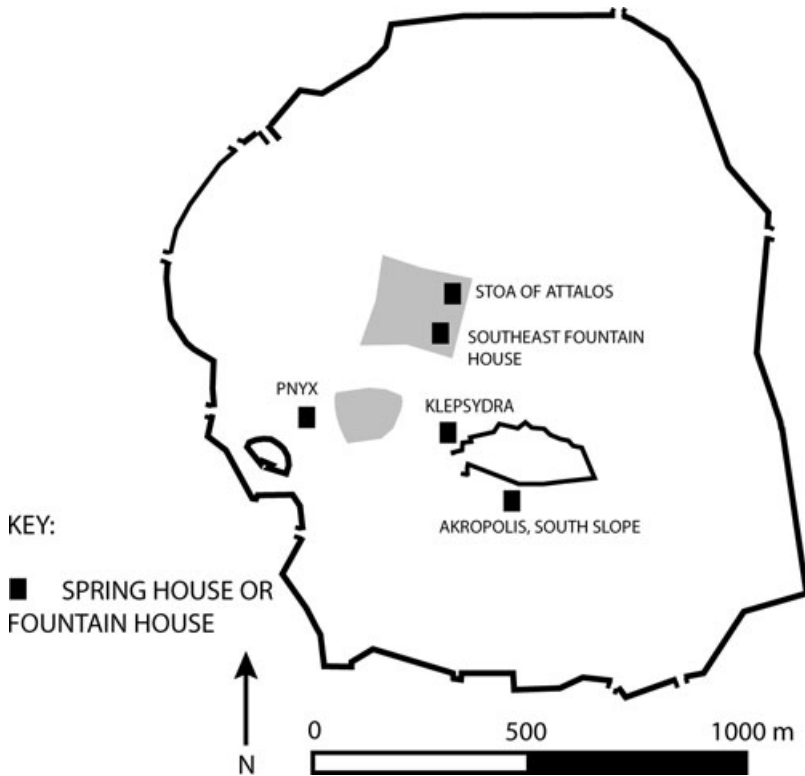 STOA OF ATTALOS
SOUTHEAST FOUNTAIN
HOUSE
PNYX
KLEPSYDRA
AKROPOLIS, SOUTH SLOPE
KEY:
SPRING HOUSE OR
FOUNTAIN HOUSE
N
0 500 1000 m